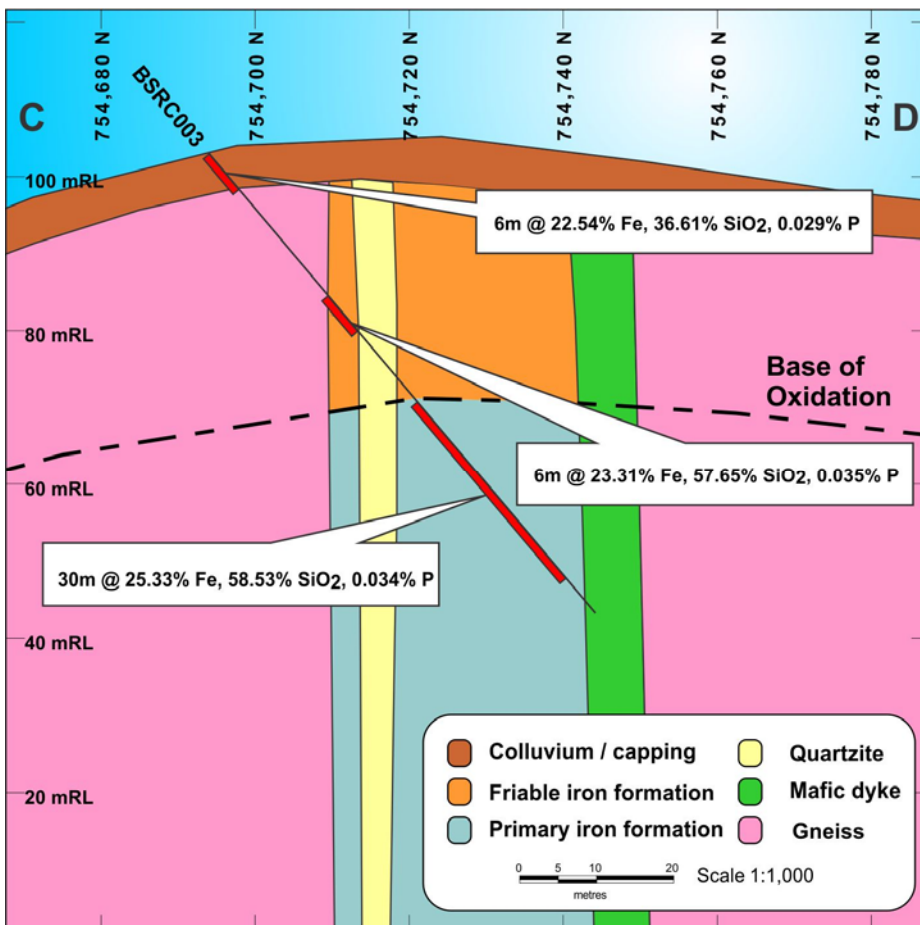 754,680 N
754,700 N
754,720 N
754,740 N
754,760 N
754,780 N
C
BSRC003
D
100 mRL
6m @ 22.54% Fe, 36.61% SiO2, 0.029% P
80 mRL
Base of
Oxidation
60 mRL
6m @ 23.31% Fe, 57.65% SiO2, 0.035% P
30m @ 25.33% Fe, 58.53% SiO2, 0.034% P
40 mRL
20 mRL
Colluvium / capping
Quartzite
Friable iron formation
Mafic dyke
Primary iron formation
Gneiss
0 5 10 20
metres
Scale 1:1,000